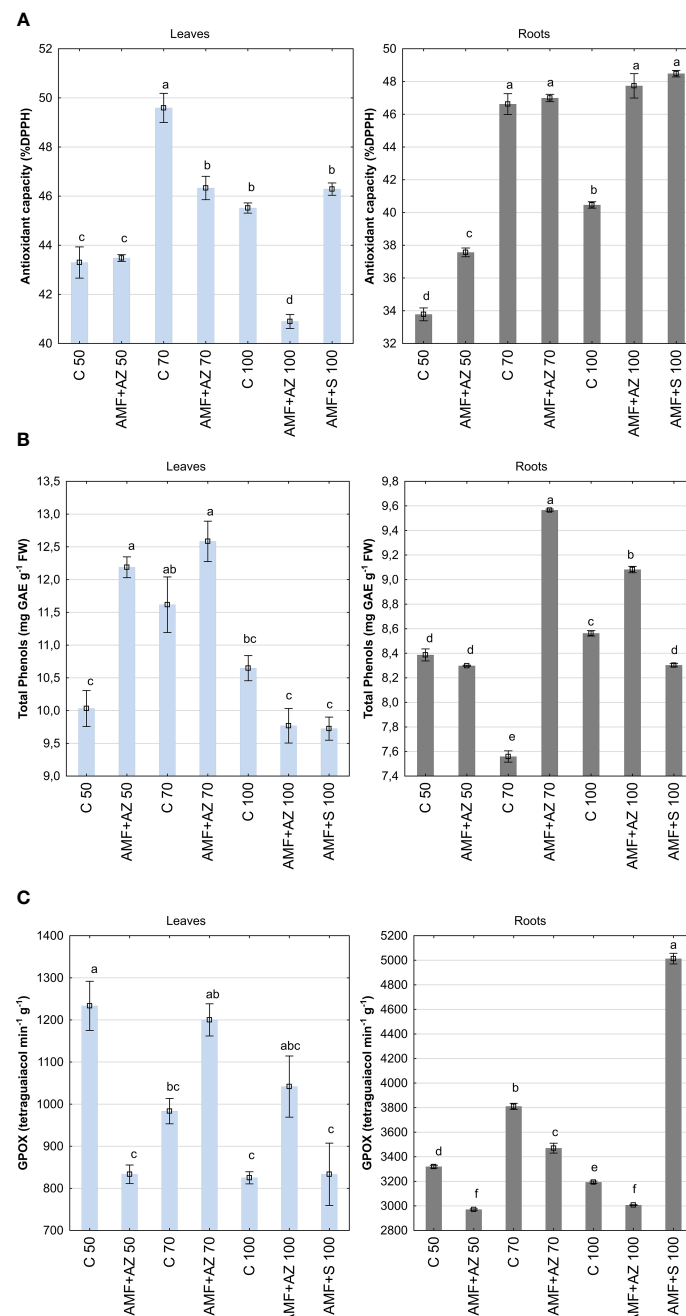 A
Leaves
Roots
Antioxidant capacity (%DPPH)
52
50
48
46
43
42
40
c
c
a
b
b
d
b
C 50
AMF+AZ 50
C 70
AMF+AZ 70
C 100
AMF+AZ 100
AMF+S 100
Antioxidant capacity (%DPPH)
50
48
46
44
42
40
38
36
34
32
d
c
a
a
b
a
a
C 50
AMF+AZ 50
C 70
AMF+AZ 70
C 100
AMF+AZ 100
AMF+S 100
B
Leaves
Roots
Total Phenols (mg GAE g⁻¹ FW)
13,5
13,0
12,5
12,0
11,5
11,0
10,5
10,0
9,5
9,0
c
a
ab
a
bc
c
c
C 50
AMF+AZ 50
C 70
AMF+AZ 70
C 100
AMF+AZ 100
AMF+S 100
Total Phenols (mg GAE g⁻¹ FW)
9,8
9,6
9,4
9,2
9,0
8,8
8,6
8,4
8,2
8,0
7,8
7,6
7,4
d
d
e
a
c
b
d
C 50
AMF+AZ 50
C 70
AMF+AZ 70
C 100
AMF+AZ 100
AMF+S 100
C
Leaves
Roots
GPOX (tetraguaiacol min⁻¹ g⁻¹)
1400
1300
1200
1100
1000
900
800
700
a
c
bc
ab
c
abc
c
C 50
AMF+AZ 50
C 70
AMF+AZ 70
C 100
AMF+AZ 100
AMF+S 100
GPOX (tetraguaiacol min⁻¹ g⁻¹)
5200
5000
4800
4600
4400
4200
4000
3800
3600
3400
3200
3000
2800
d
f
b
c
e
f
a
C 50
AMF+AZ 50
C 70
AMF+AZ 70
C 100
AMF+AZ 100
AMF+S 100